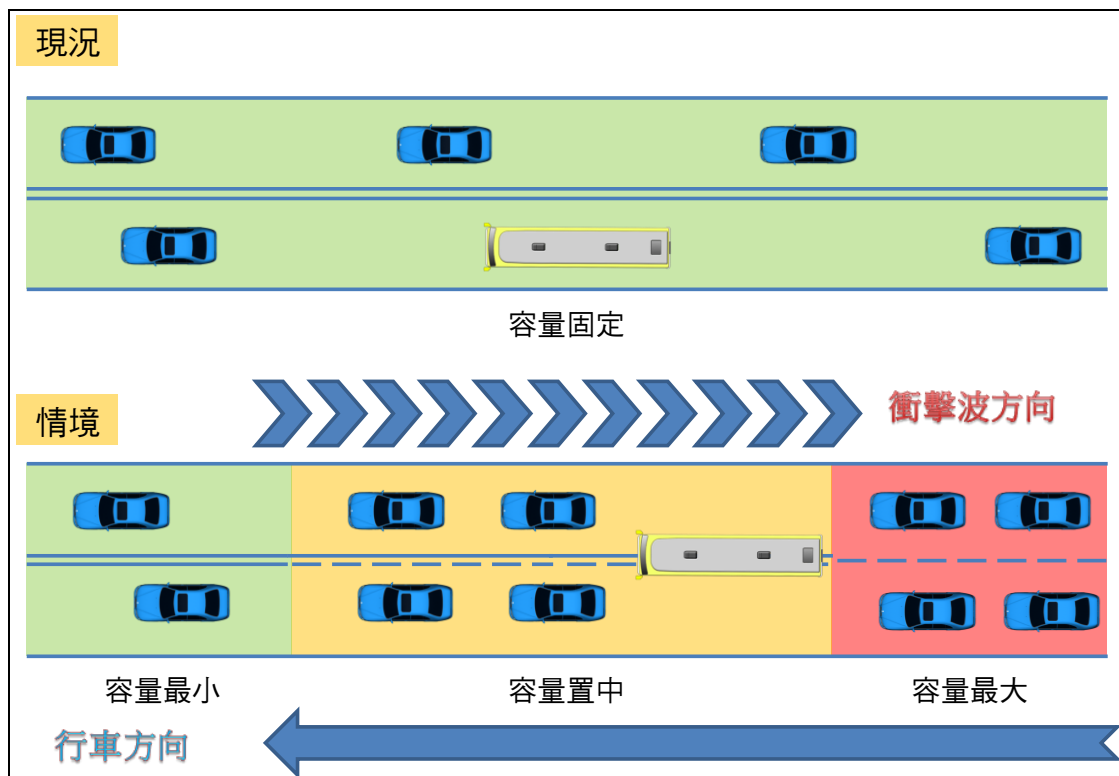 現況
容量固定
情境
衝擊波方向
容量最小
容量置中
容量最大
行車方向